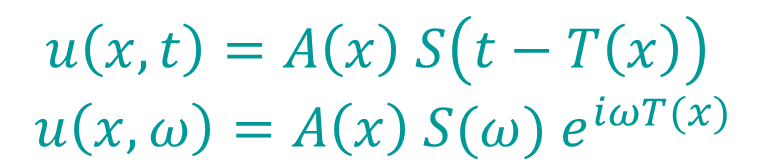 u(x, t) = A(x) S(t − T(x))
u(x, ω) = A(x) S(ω) e^{iωT(x)}